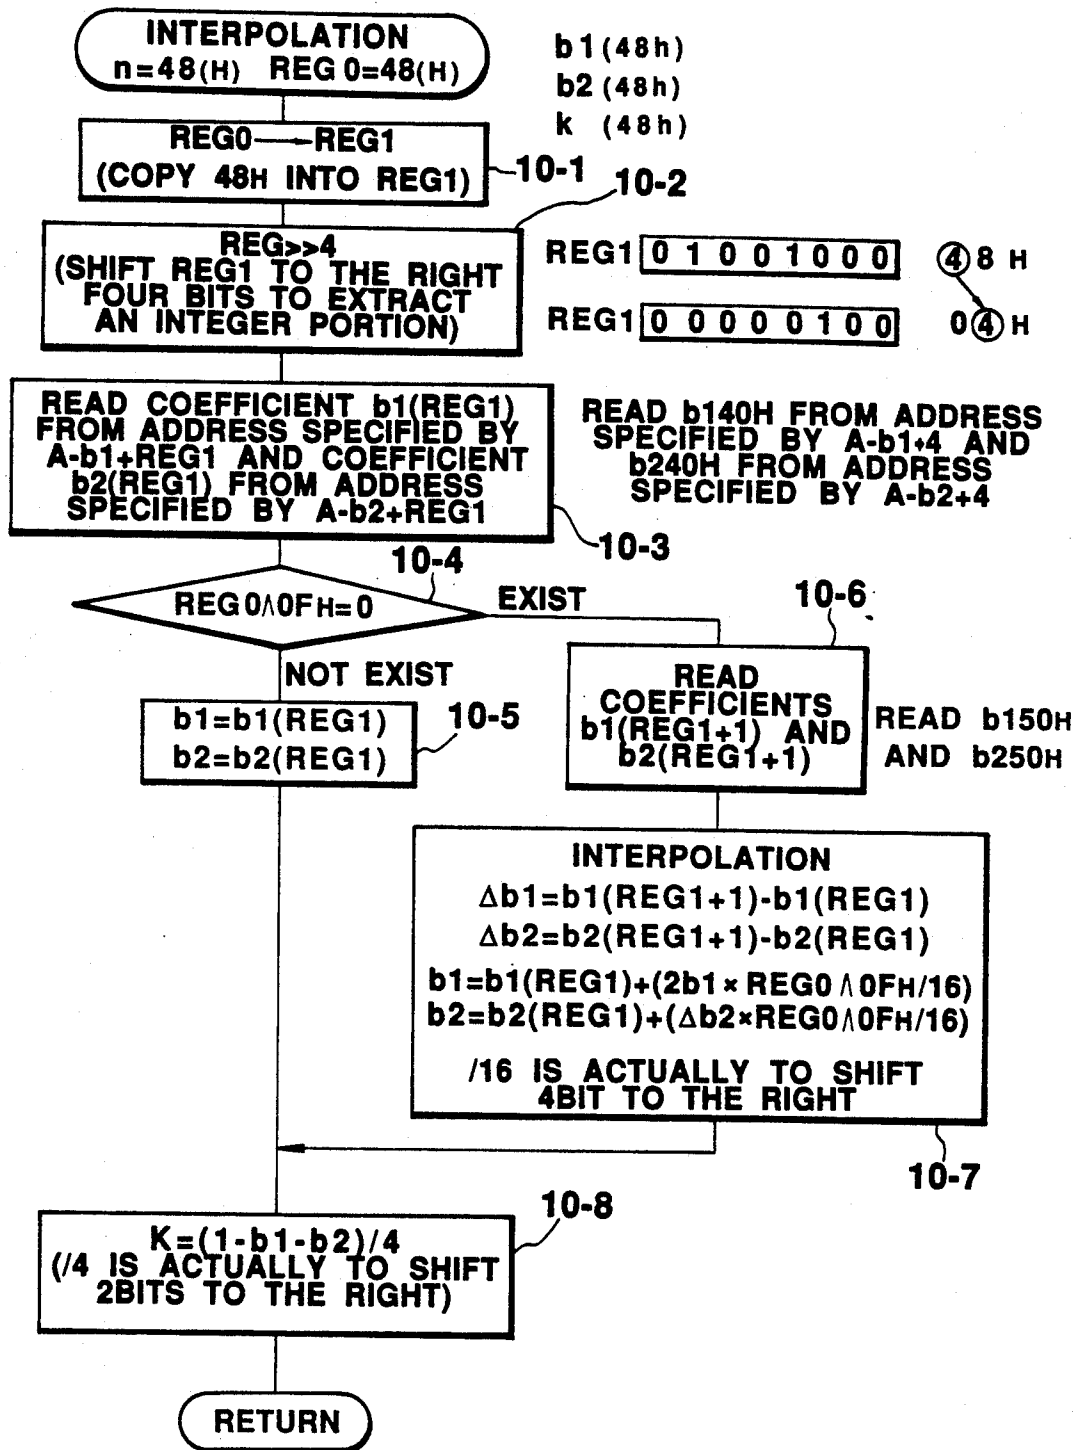 INTERPOLATION
n=48(H) REG 0=48(H)
b1(48h)
b2(48h)
k (48h)
REG0→REG1
(COPY 48H INTO REG1)
10-1
10-2
REG>>4
(SHIFT REG1 TO THE RIGHT
FOUR BITS TO EXTRACT
AN INTEGER PORTION)
REG1 0 1 0 0 1 0 0 0 4 8 H
REG1 0 0 0 0 0 1 0 0 0 4 H
READ COEFFICIENT b1(REG1)
FROM ADDRESS SPECIFIED BY
A-b1+REG1 AND COEFFICIENT
b2(REG1) FROM ADDRESS
SPECIFIED BY A-b2+REG1
READ b140H FROM ADDRESS
SPECIFIED BY A-b1+4 AND
b240H FROM ADDRESS
SPECIFIED BY A-b2+4
10-3
10-4
REG0∧0FH=0
EXIST
10-6
NOT EXIST
b1=b1(REG1)
b2=b2(REG1)
10-5
READ
COEFFICIENTS
b1(REG1+1) AND
b2(REG1+1)
READ b150H
AND b250H
INTERPOLATION
Δb1=b1(REG1+1)-b1(REG1)
Δb2=b2(REG1+1)-b2(REG1)
b1=b1(REG1)+(2b1×REG0∧0FH/16)
b2=b2(REG1)+(Δb2×REG0∧0FH/16)
/16 IS ACTUALLY TO SHIFT
4BIT TO THE RIGHT
10-7
10-8
K=(1-b1-b2)/4
(/4 IS ACTUALLY TO SHIFT
2BITS TO THE RIGHT)
RETURN